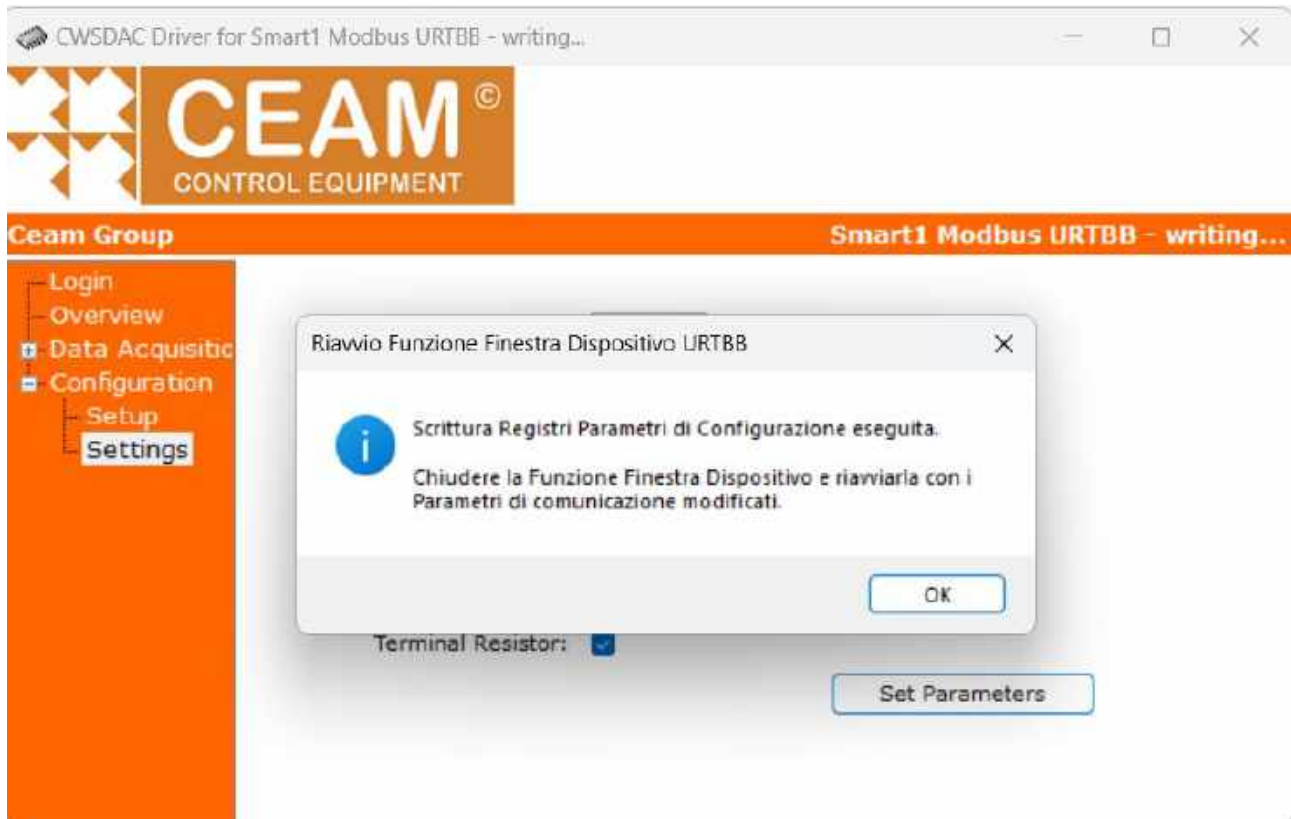 CWSDAC Driver for Smart1 Modbus URTBB - writing...
CEAM©
CONTROL EQUIPMENT
Ceam Group
Smart1 Modbus URTBB - writing...
Login
Overview
Data Acquisitic
Configuration
Setup
Settings
Riavvio Funzione Finestra Dispositivo URTBB
Scrittura Registri Parametri di Configurazione eseguita.
Chiudere la Funzione Finestra Dispositivo e riavviarla con i
Parametri di comunicazione modificati.
OK
Terminal Resistor:
Set Parameters